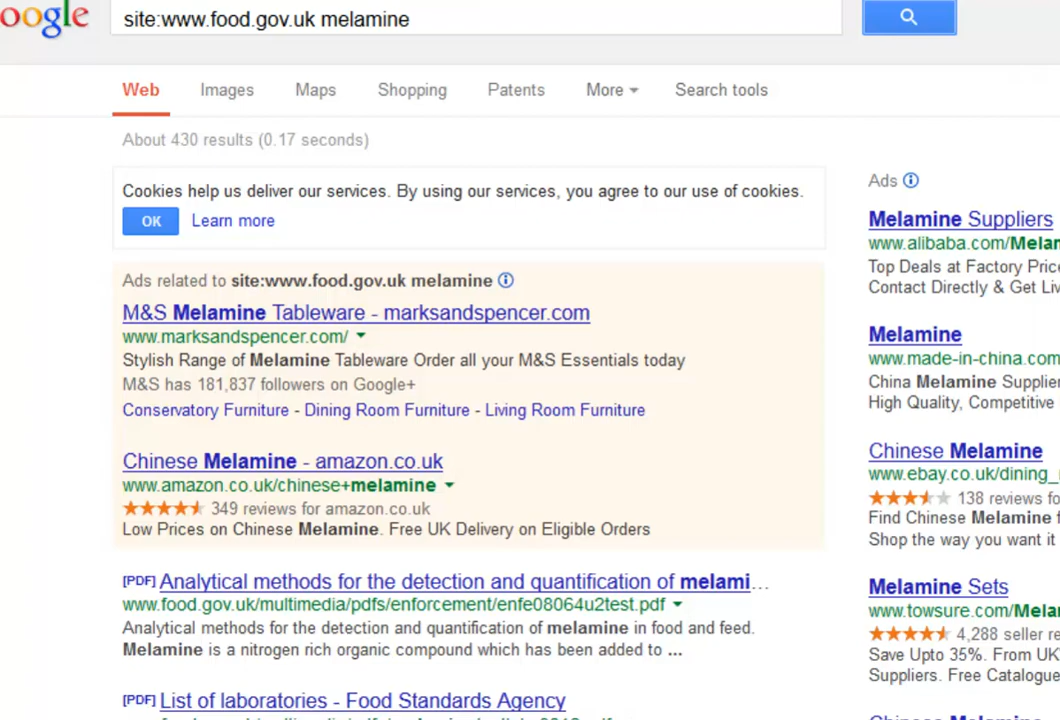 oogle
site:www.food.gov.uk melamine
Web Images Maps Shopping Patents More Search tools
About 430 results (0.17 seconds)
Cookies help us deliver our services. By using our services, you agree to our use of cookies.
OK Learn more
Ads related to site:www.food.gov.uk melamine
M&S Melamine Tableware - marksandspencer.com
www.marksandspencer.com/
Stylish Range of Melamine Tableware Order all your M&S Essentials today
M&S has 181,837 followers on Google+
Conservatory Furniture - Dining Room Furniture - Living Room Furniture
Chinese Melamine - amazon.co.uk
www.amazon.co.uk/chinese+melamine
349 reviews for amazon.co.uk
Low Prices on Chinese Melamine. Free UK Delivery on Eligible Orders
[PDF] Analytical methods for the detection and quantification of melami...
www.food.gov.uk/multimedia/pdfs/enforcement/enfe08064u2test.pdf
Analytical methods for the detection and quantification of melamine in food and feed.
Melamine is a nitrogen rich organic compound which has been added to ...
[PDF] List of laboratories - Food Standards Agency
Ads
Melamine Suppliers
www.alibaba.com/Melam
Top Deals at Factory Price
Contact Directly & Get Liv
Melamine
www.made-in-china.com
China Melamine Supplier
High Quality, Competitive
Chinese Melamine
www.ebay.co.uk/dining_
138 reviews fo
Find Chinese Melamine f
Shop the way you want it
Melamine Sets
www.towsure.com/Melam
4,288 seller re
Save Upto 35%. From UK'
Suppliers. Free Catalogue